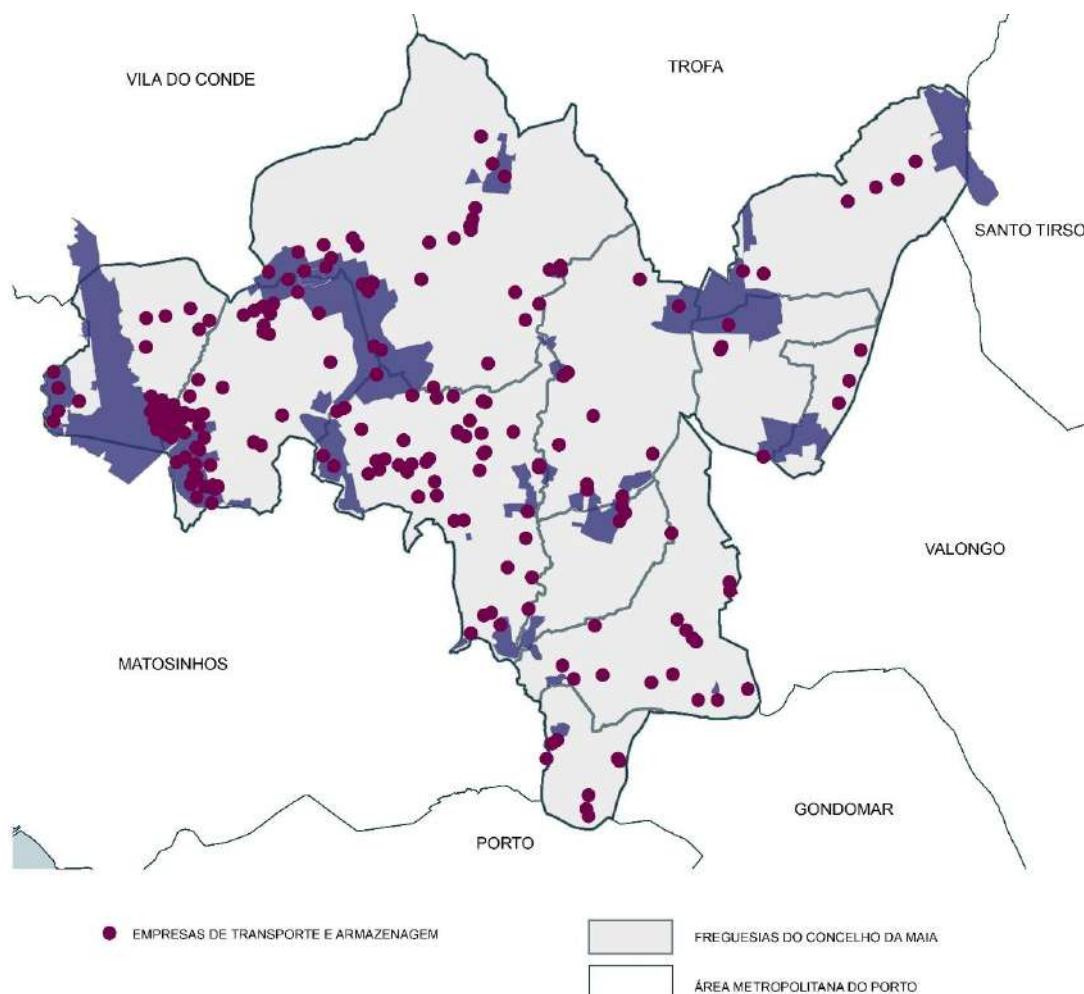 VILA DO CONDE
TROFA
SANTO TIRSO
VALONGO
MATOSINHOS
GONDOMAR
PORTO
EMPRESAS DE TRANSPORTE E ARMAZENAGEM
FREGUESIAS DO CONCELHO DA MAIA
ÁREA METROPOLITANA DO PORTO